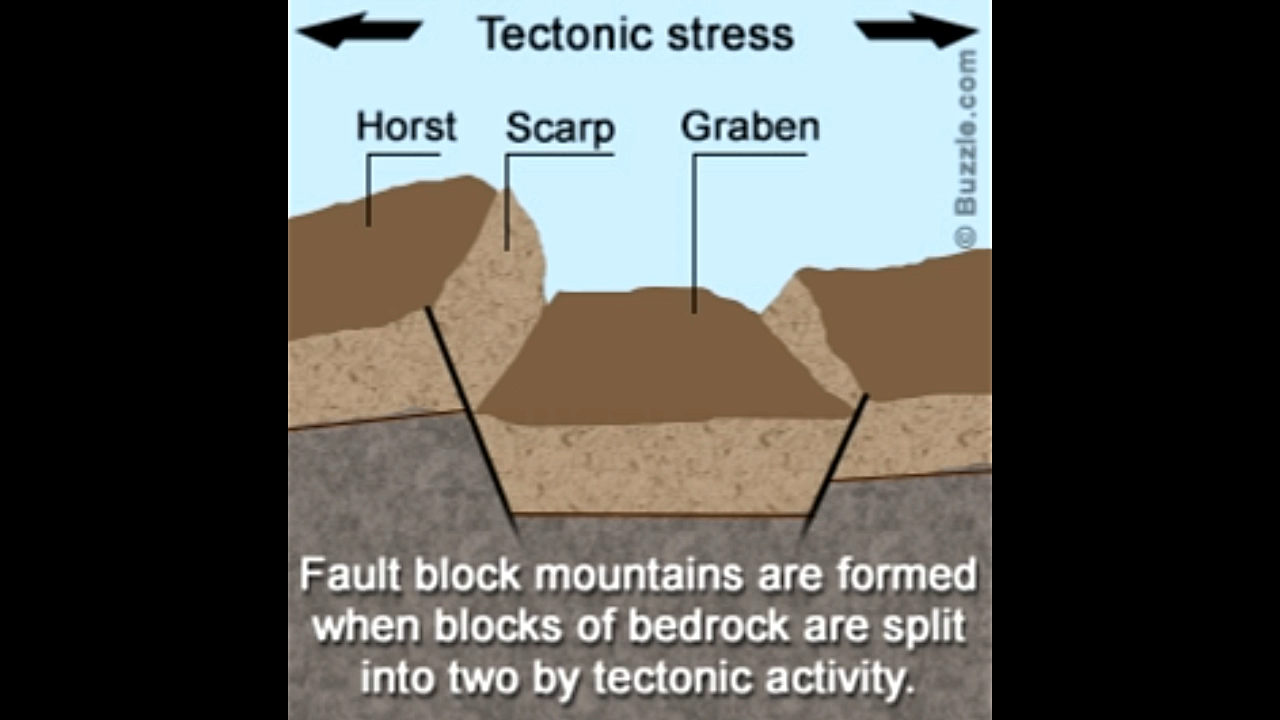 Tectonic stress
Horst
Scarp
Graben
© Buzzle.com
Fault block mountains are formed
when blocks of bedrock are split
into two by tectonic activity.